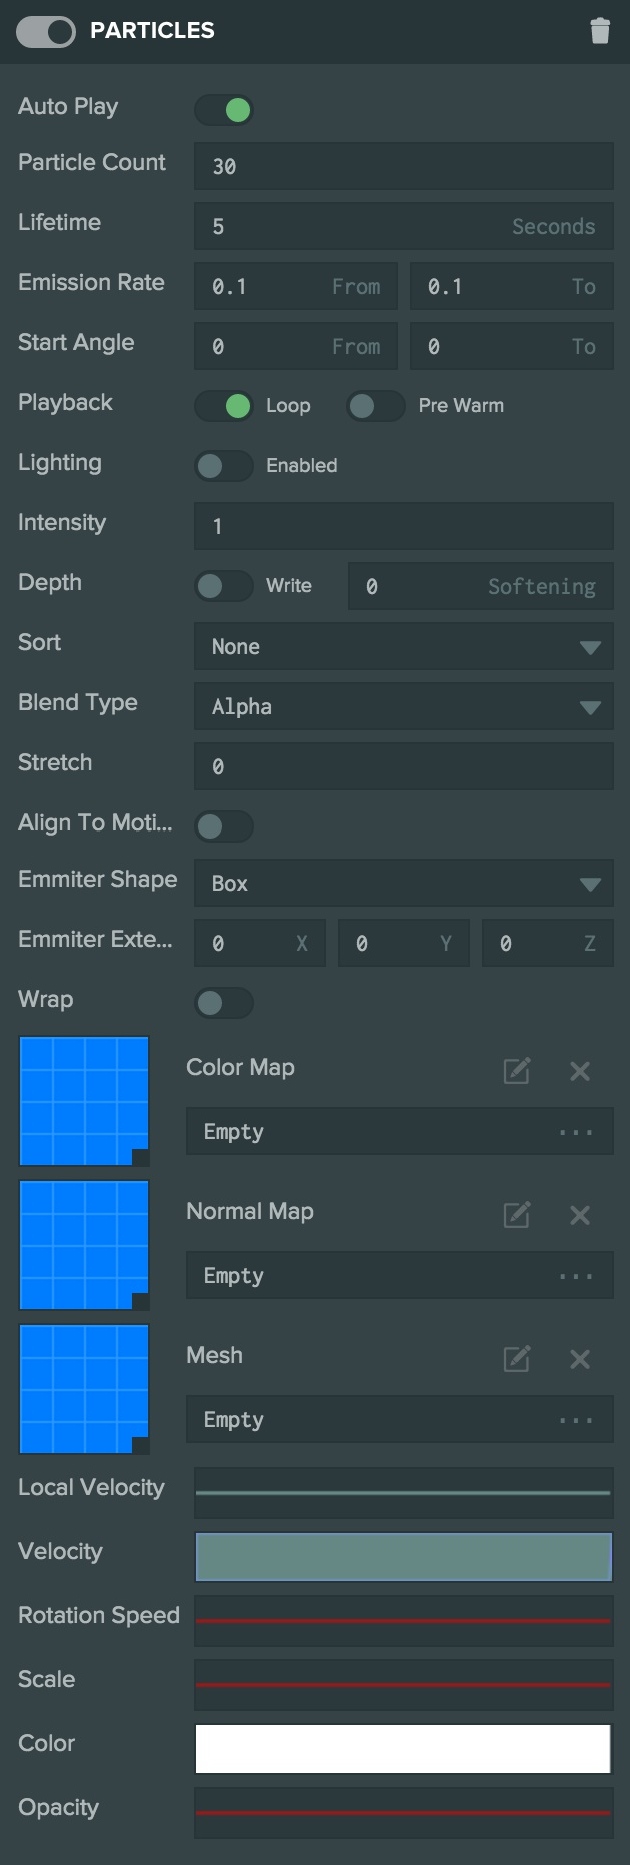 PARTICLES
Auto Play
Particle Count 30
Lifetime 5 Seconds
Emission Rate 0.1 From 0.1 To
Start Angle 0 From 0 To
Playback Loop Pre Warm
Lighting Enabled
Intensity 1
Depth Write 0 Softening
Sort None
Blend Type Alpha
Stretch 0
Align To Moti...
Emmiter Shape Box
Emmiter Exte... 0 X 0 Y 0 Z
Wrap
Color Map
Empty ...
Normal Map
Empty ...
Mesh
Empty ...
Local Velocity
Velocity
Rotation Speed
Scale
Color
Opacity